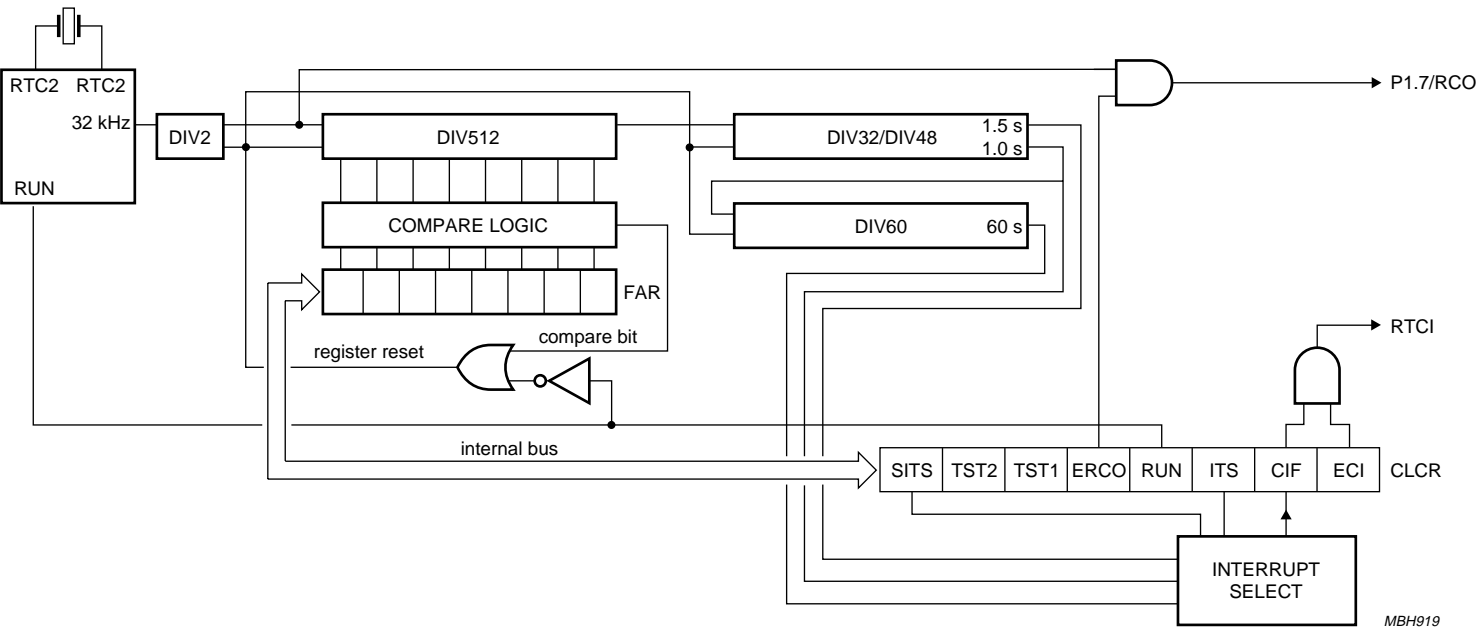 RTC2 RTC2
32 kHz
RUN
DIV2
DIV512
COMPARE LOGIC
FAR
DIV32/DIV48
1.5 s
1.0 s
DIV60
60 s
P1.7/RCO
compare bit
register reset
RTCI
internal bus
SITS TST2 TST1 ERCO RUN ITS CIF ECI CLCR
INTERRUPT
SELECT
MBH919